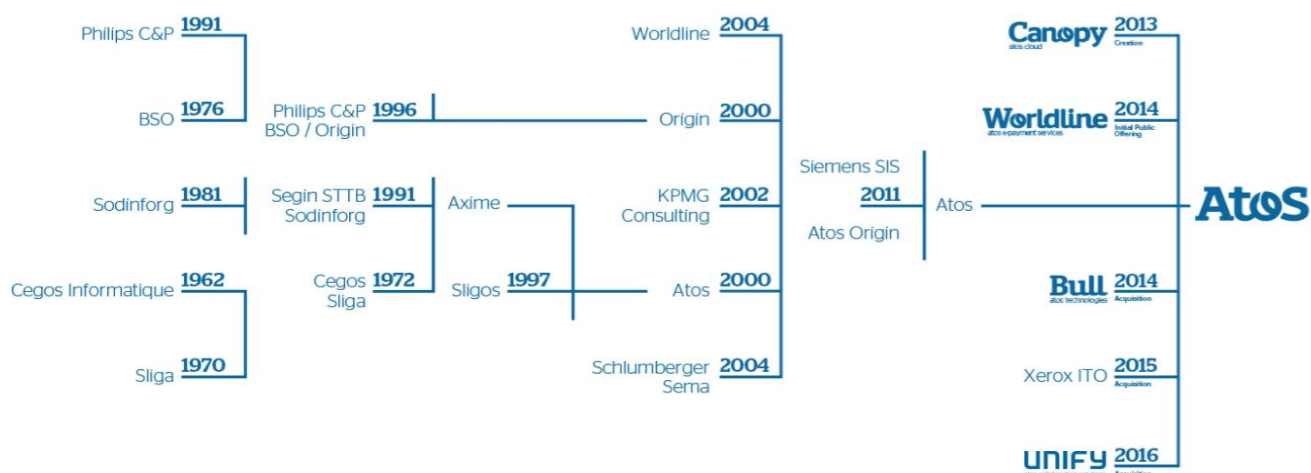 Philips C&P 1991
BSO 1976
Sodinforg 1981
Cegos Informatique 1962
Sliga 1970
Philips C&P 1996
BSO / Origin
Segin STTB 1991
Sodinforg
Cegos 1972
Sliga
Axime
Sligos 1997
Worldline 2004
Origin 2000
KPMG 2002
Consulting
Atos 2000
Schlumberger 2004
Sema
Siemens SIS
2011
Atos Origin
Atos
Canopy 2013
atos cloud Creation
Worldline 2014
atos e-payment services Initial Public
Offering
Atos
Bull 2014
atos technologies Acquisition
Xerox ITO 2015
Acquisition
UNIFY 2016